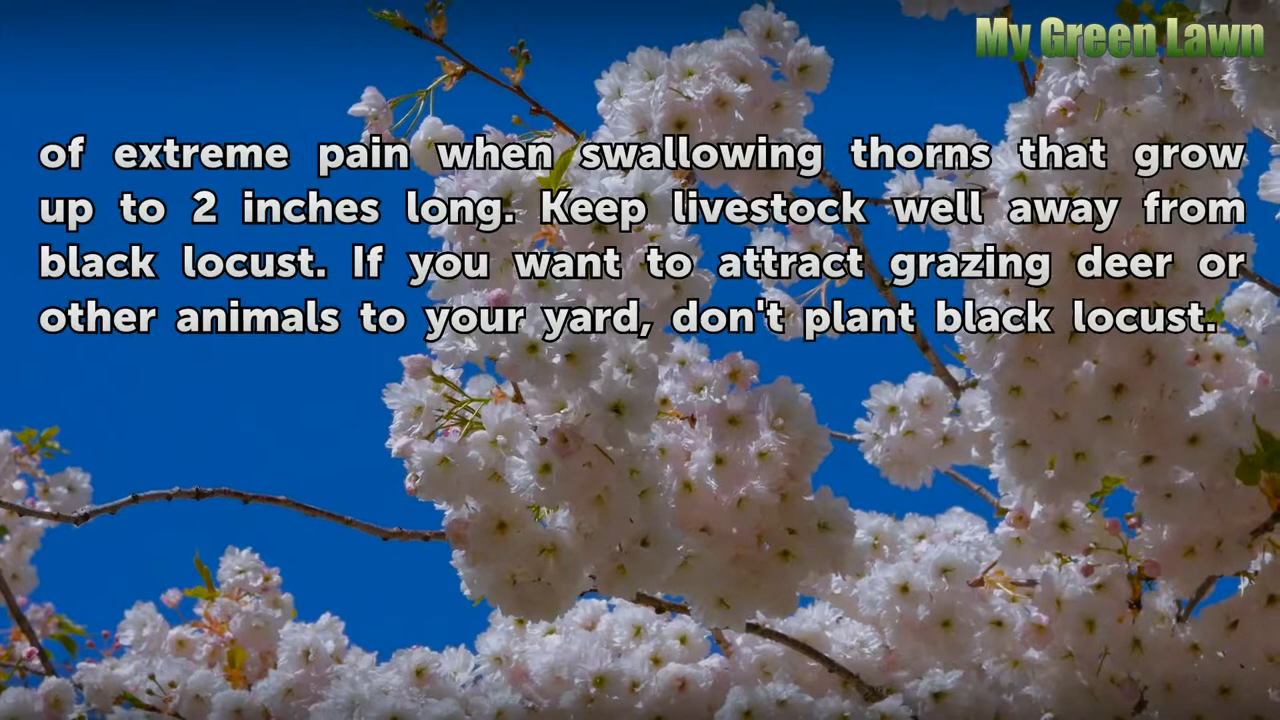 My Green Lawn
of extreme pain when swallowing thorns that grow
up to 2 inches long. Keep livestock well away from
black locust. If you want to attract grazing deer or
other animals to your yard, don't plant black locust.